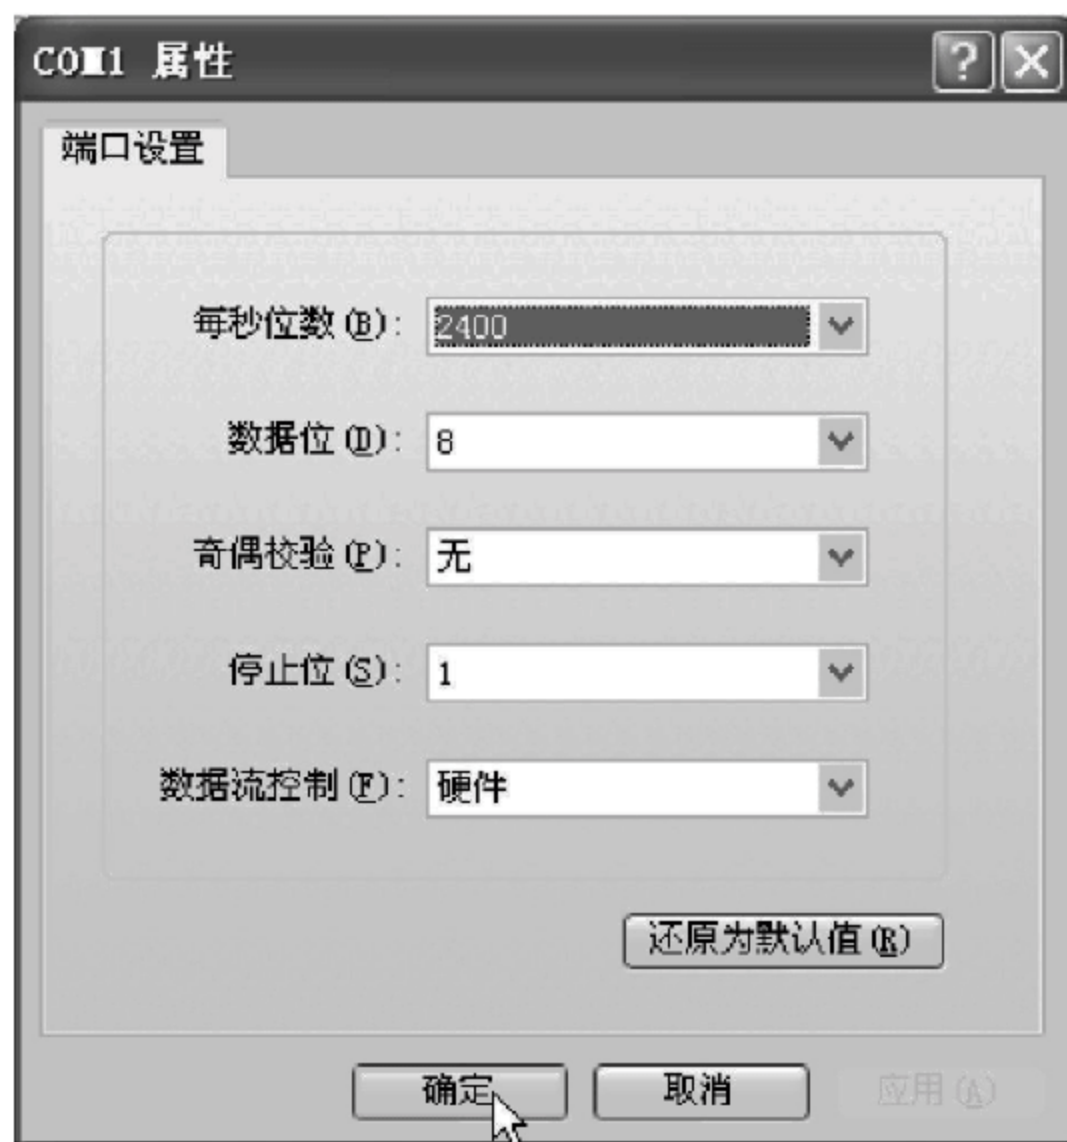 COM1 属性
端口设置
每秒位数(B): 2400
数据位(D): 8
奇偶校验(P): 无
停止位(S): 1
数据流控制(F): 硬件
还原为默认值(R)
确定 取消 应用(A)